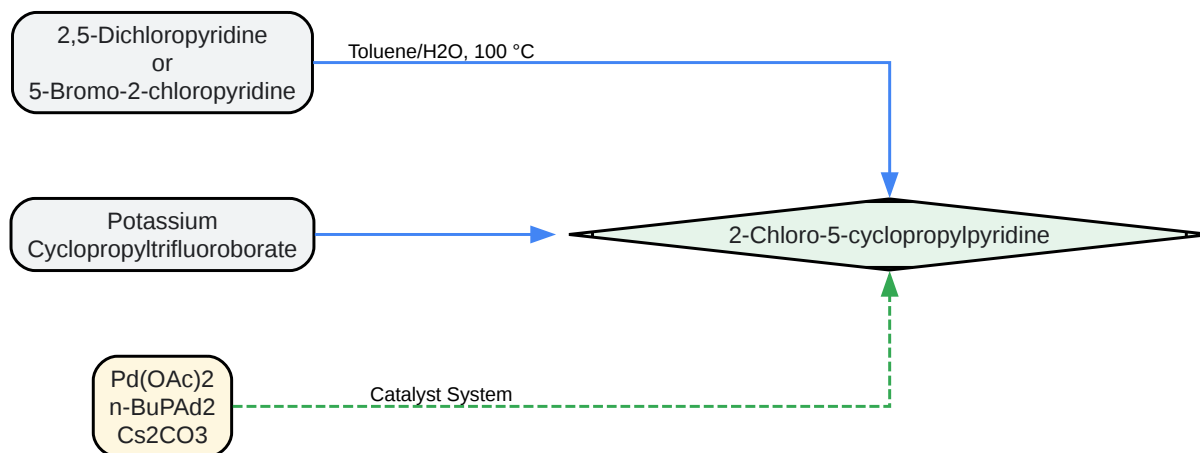 2,5-Dichloropyridine
or
5-Bromo-2-chloropyridine
Toluene/H2O, 100 °C
Potassium
Cyclopropyltrifluoroborate
2-Chloro-5-cyclopropylpyridine
Pd(OAc)2
n-BuPAd2
Cs2CO3
Catalyst System